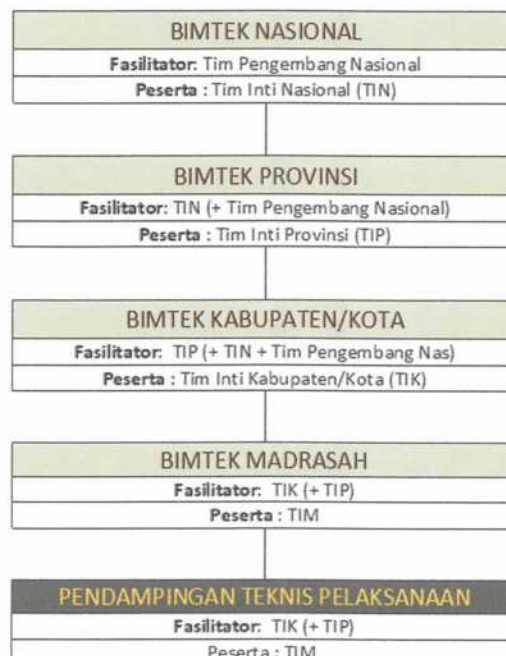 BIMTEK NASIONAL
Fasilitator: Tim Pengembang Nasional
Peserta : Tim Inti Nasional (TIN)
BIMTEK PROVINSI
Fasilitator: TIN (+ Tim Pengembang Nasional)
Peserta : Tim Inti Provinsi (TIP)
BIMTEK KABUPATEN/KOTA
Fasilitator: TIP (+ TIN + Tim Pengembang Nas)
Peserta : Tim Inti Kabupaten/Kota (TIK)
BIMTEK MADRASAH
Fasilitator: TIK (+ TIP)
Peserta : TIM
PENDAMPINGAN TEKNIS PELAKSANAAN
Fasilitator: TIK (+ TIP)
Peserta : TIM